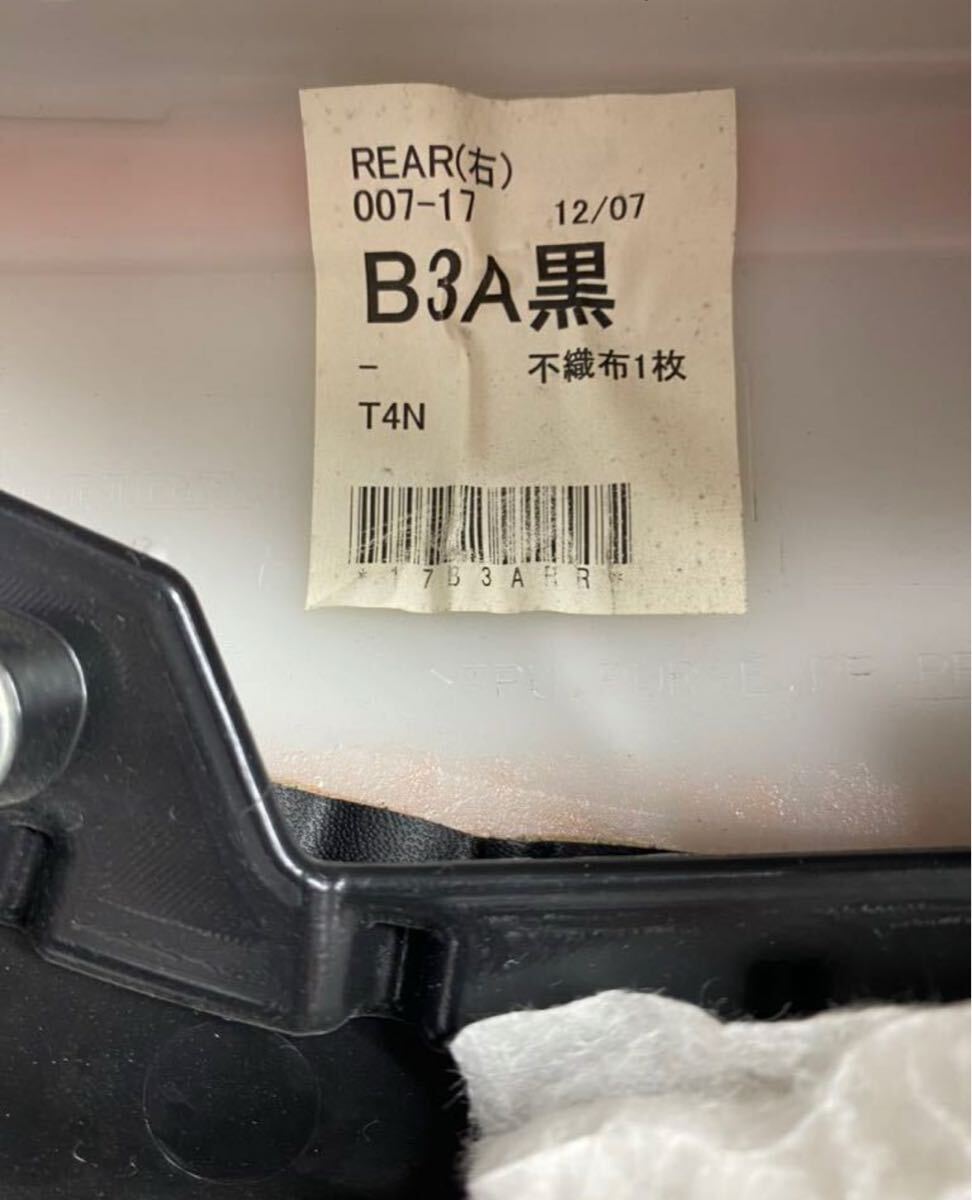 REAR(右)
007-17 12/07
B3A黒
- 不織布1枚
T4N
*17B3ARR*